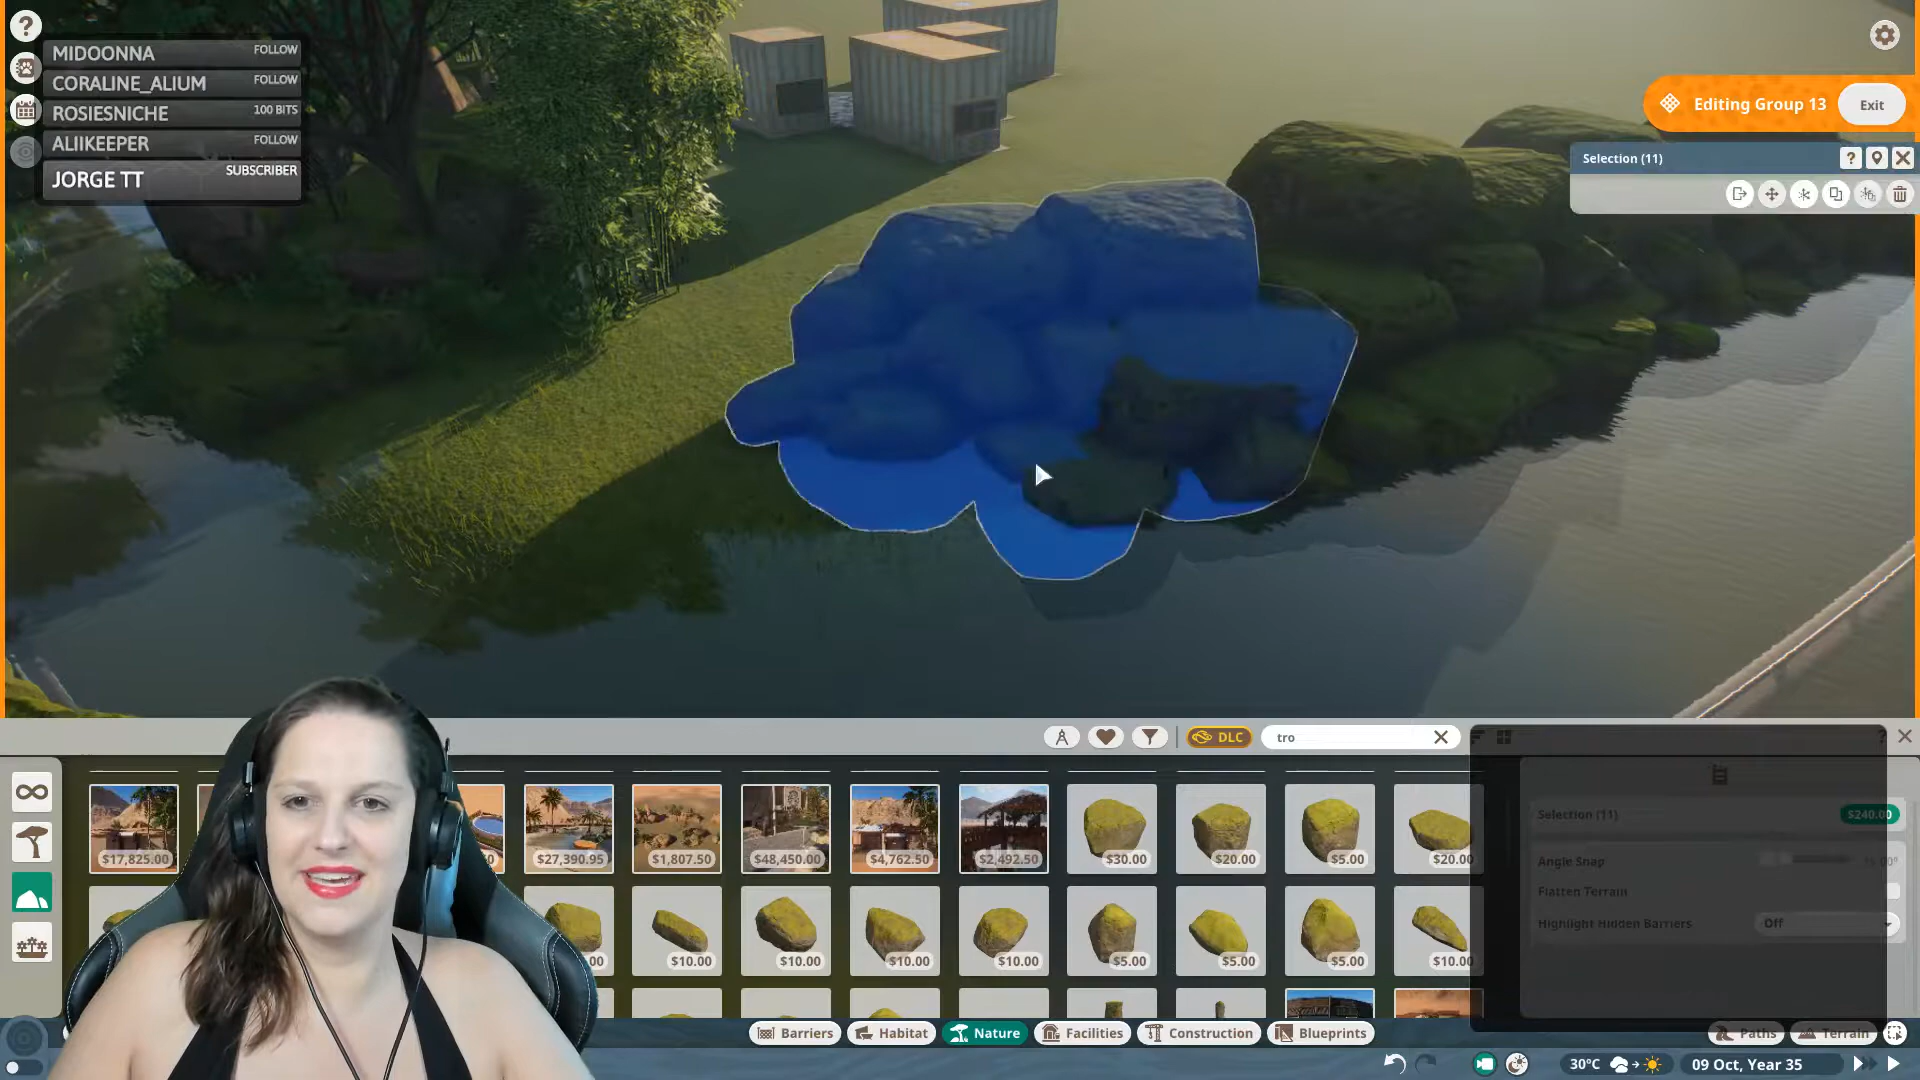 MIDOONNA FOLLOW
CORALINE_ALIUM FOLLOW
ROSIESNICHE 100 BITS
ALIIKEEPER FOLLOW
JORGE TT SUBSCRIBER
Editing Group 13 Exit
Selection (11)
DLC tro
$17,825.00 $27,390.95 $1,807.50 $48,450.00 $4,762.50 $2,492.50 $30.00 $20.00 $5.00 $20.00
$10.00 $10.00 $10.00 $10.00 $5.00 $5.00 $5.00 $10.00
Selection (11) $240.00
Angle Snap
Flatten Terrain
Highlight Hidden Barriers Off
Barriers Habitat Nature Facilities Construction Blueprints Paths Terrain
30°C 09 Oct, Year 35